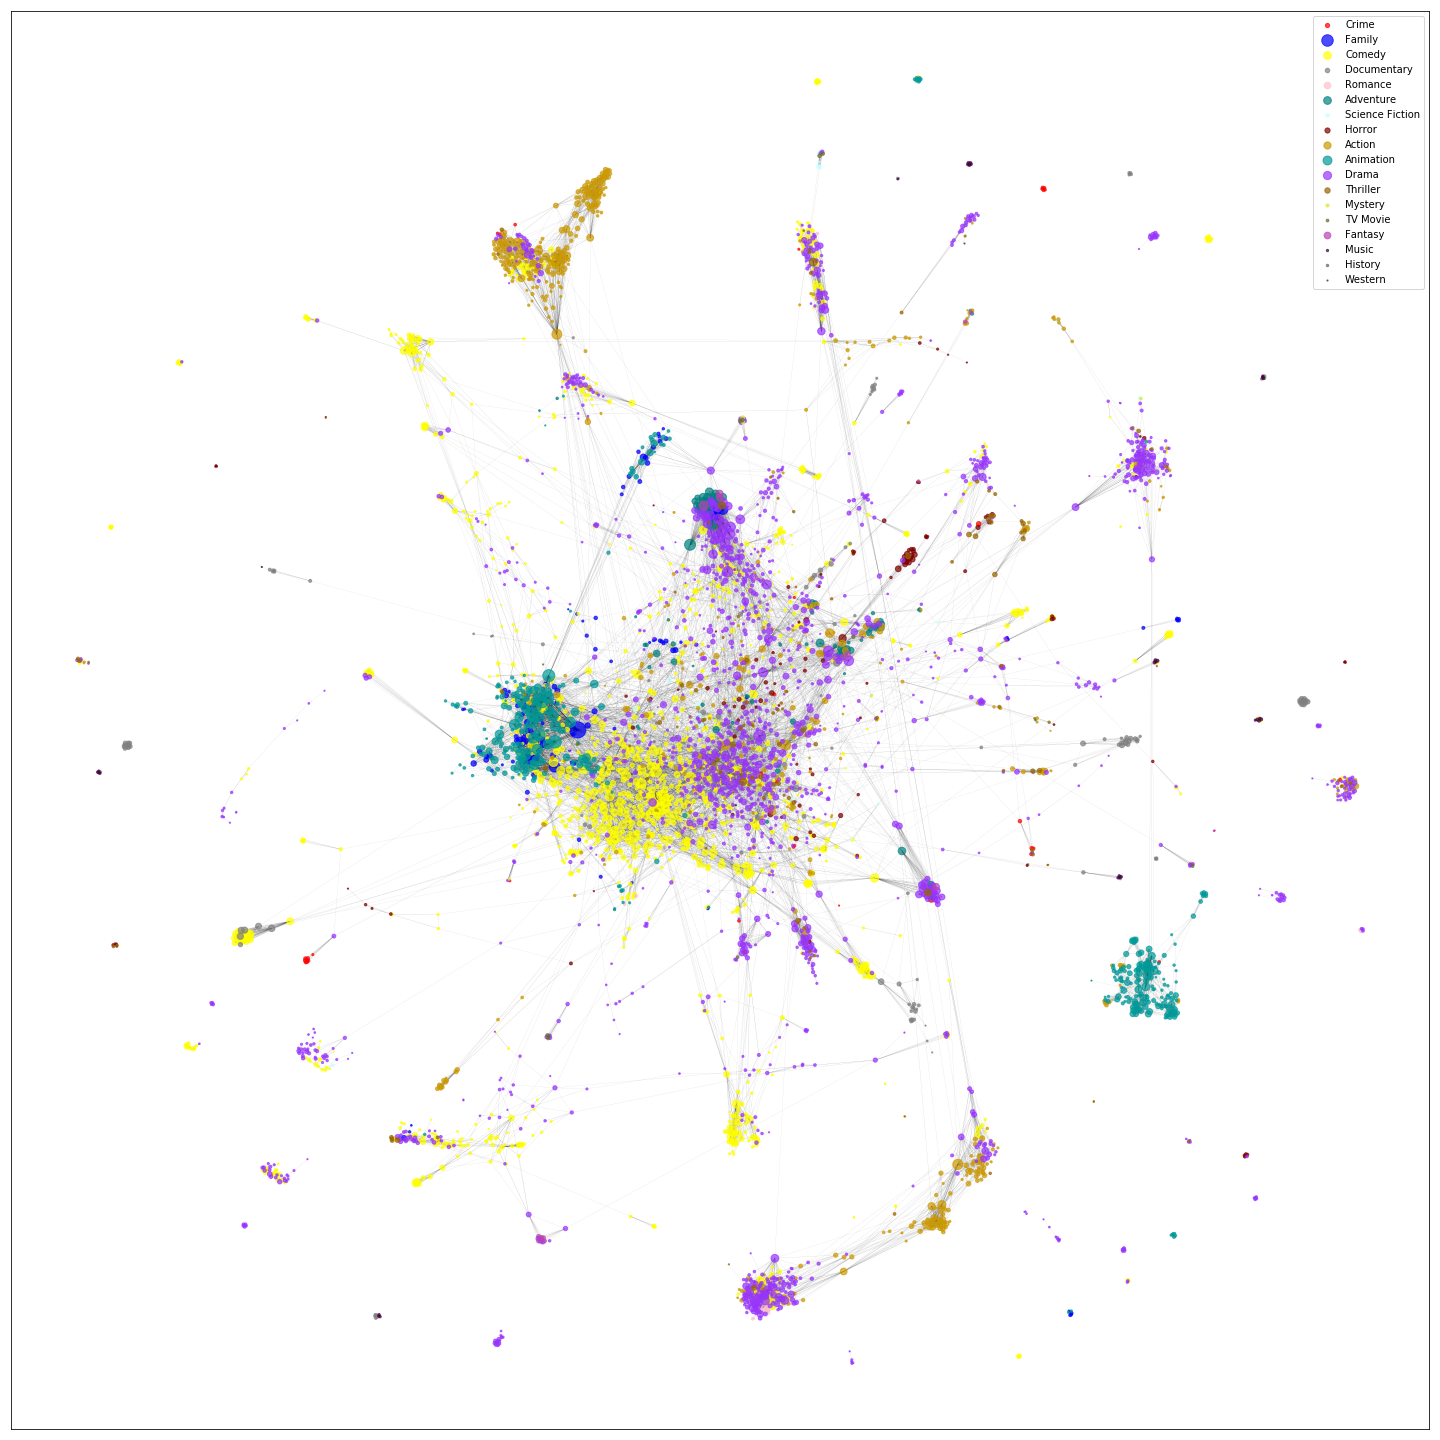 Crime
Family
Comedy
Documentary
Romance
Adventure
Science Fiction
Horror
Action
Animation
Drama
Thriller
Mystery
TV Movie
Fantasy
Music
History
Western